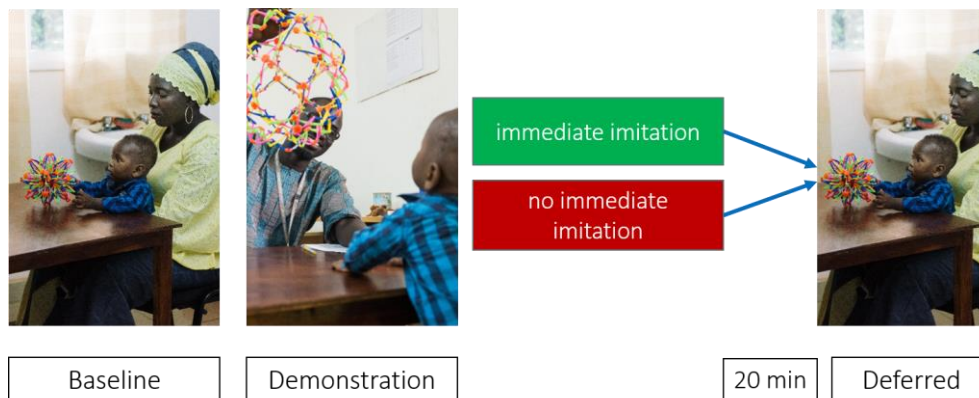 immediate imitation
no immediate
imitation
Baseline
Demonstration
20 min
Deferred